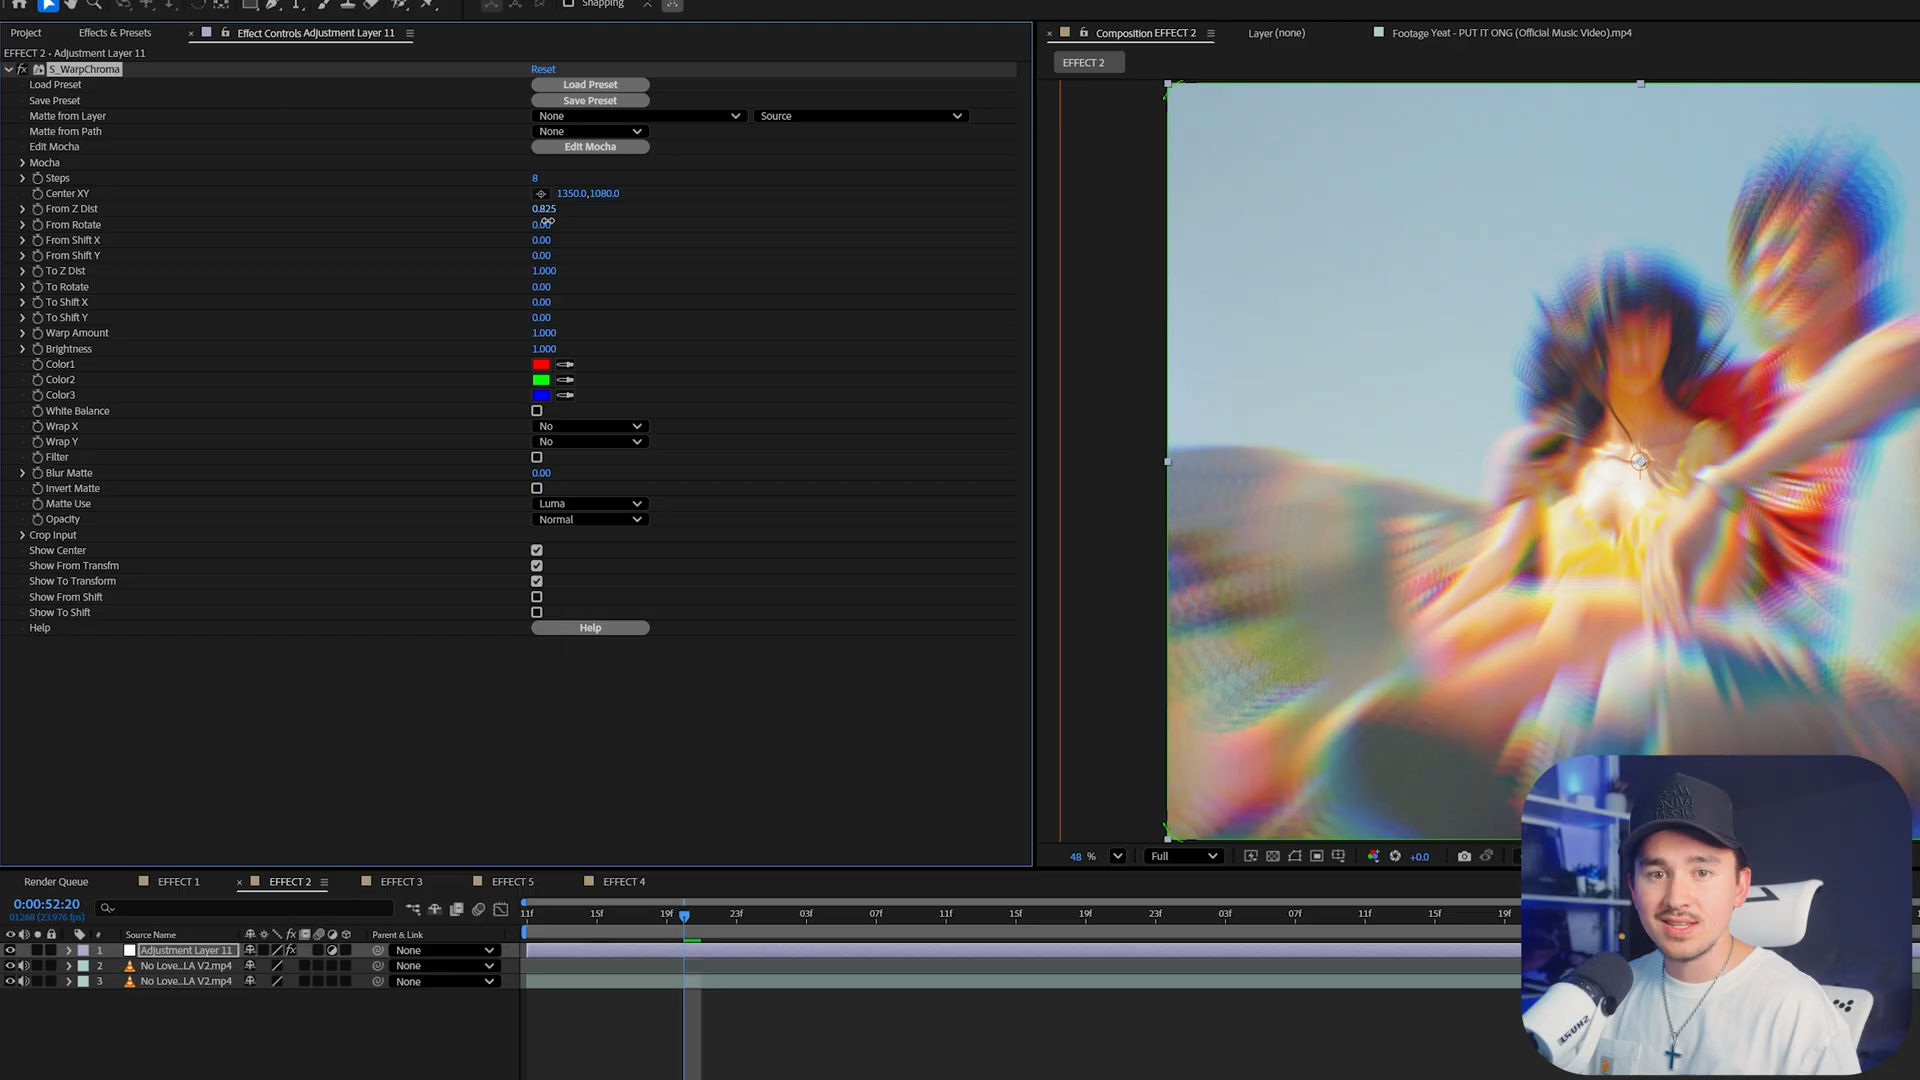 Snapping
Project
Effects & Presets
Effect Controls Adjustment Layer 11
Composition EFFECT 2
Layer (none)
Footage Yeat - PUT IT ONG (Official Music Video).mp4
EFFECT 2 • Adjustment Layer 11
EFFECT 2
fx S_WarpChroma Reset
Load Preset Load Preset
Save Preset Save Preset
Matte from Layer None Source
Matte from Path None
Edit Mocha Edit Mocha
Mocha
Steps 8
Center XY 1350.0,1080.0
From Z Dist 0.825
From Rotate 0.00
From Shift X 0.00
From Shift Y 0.00
To Z Dist 1.000
To Rotate 0.00
To Shift X 0.00
To Shift Y 0.00
Warp Amount 1.000
Brightness 1.000
Color1
Color2
Color3
White Balance
Wrap X No
Wrap Y No
Filter
Blur Matte 0.00
Invert Matte
Matte Use Luma
Opacity Normal
Crop Input
Show Center
Show From Transfm
Show To Transform
Show From Shift
Show To Shift
Help Help
48 % Full +0.0
Render Queue EFFECT 1 EFFECT 2 EFFECT 3 EFFECT 5 EFFECT 4
0:00:52:20
01268 (23.976 fps)
11f 15f 19f 23f 03f 07f 11f 15f 19f 23f 03f 07f 11f 15f 19f
# Source Name fx Parent & Link
1 Adjustment Layer 11 fx None
2 No Love...LA V2.mp4 None
3 No Love...LA V2.mp4 None